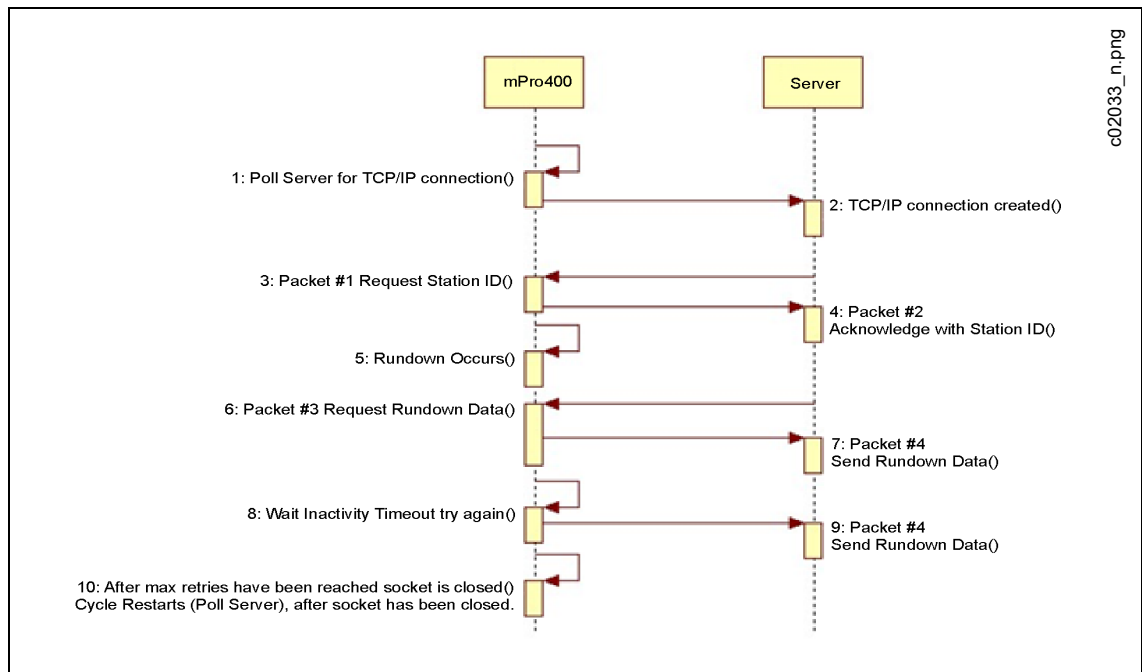 c02033_n.png
mPro400
Server
1: Poll Server for TCP/IP connection()
2: TCP/IP connection created()
3: Packet #1 Request Station ID()
4: Packet #2
Acknowledge with Station ID()
5: Rundown Occurs()
6: Packet #3 Request Rundown Data()
7: Packet #4
Send Rundown Data()
8: Wait Inactivity Timeout try again()
9: Packet #4
Send Rundown Data()
10: After max retries have been reached socket is closed()
Cycle Restarts (Poll Server), after socket has been closed.